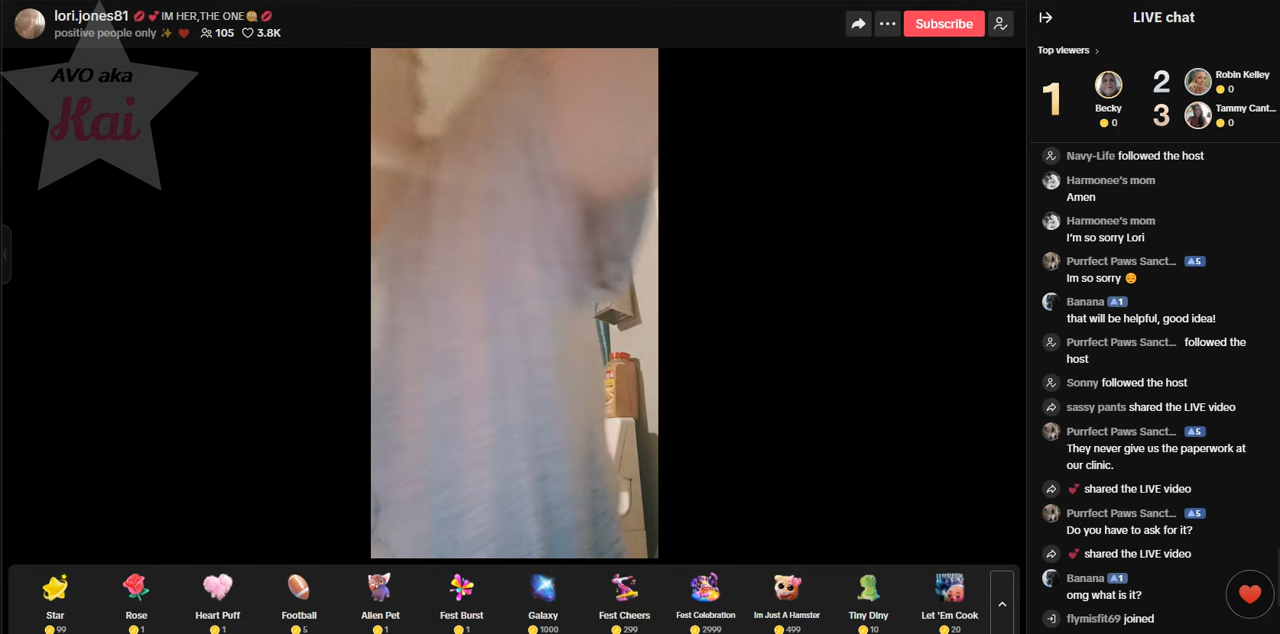 lori.jones81 💋💕IM HER,THE ONE🥘💋
positive people only ✨ ❤️ 105 3.8K
Subscribe
AVO aka
Kai
LIVE chat
Top viewers
1
Becky
0
2
Robin Kelley
0
3
Tammy Cant...
0
Navy-Life followed the host
Harmonee's mom
Amen
Harmonee's mom
I'm so sorry Lori
Purrfect Paws Sanct... 5
Im so sorry 😔
Banana 1
that will be helpful, good idea!
Purrfect Paws Sanct... followed the
host
Sonny followed the host
sassy pants shared the LIVE video
Purrfect Paws Sanct... 5
They never give us the paperwork at
our clinic.
💕 shared the LIVE video
Purrfect Paws Sanct... 5
Do you have to ask for it?
💕 shared the LIVE video
Banana 1
omg what is it?
flymisfit69 joined
Star Rose Heart Puff Football Alien Pet Fest Burst Galaxy Fest Cheers Fest Celebration Im Just A Hamster Tiny Diny Let 'Em Cook
99 1 1 5 1 1 1000 299 2999 499 10 20